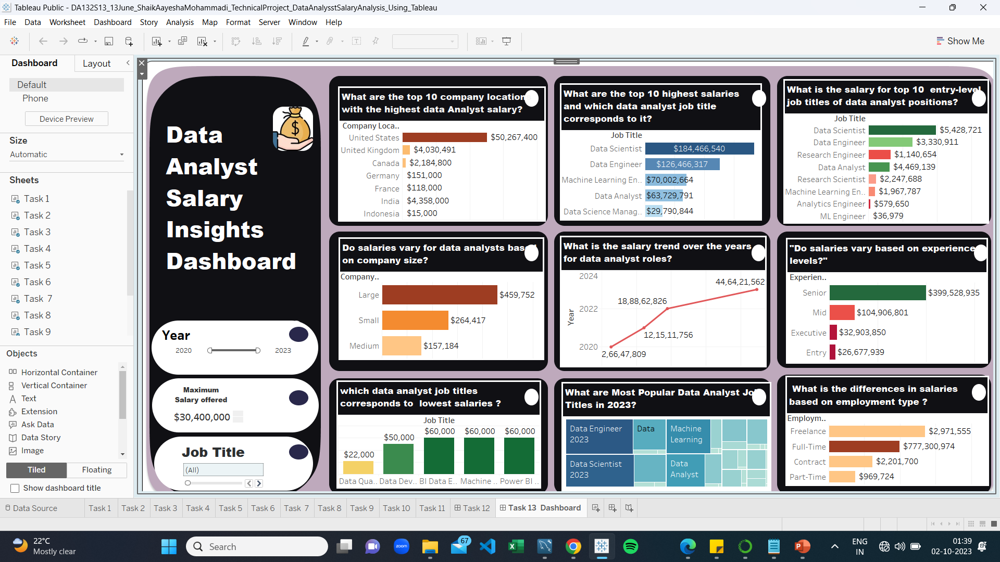 Tableau Public - DA132S13_13June_ShaikAayeshaMohammadi_TechnicalPrroject_DataAnalysstSalaryAnalysis_Using_Tableau
File Data Worksheet Dashboard Story Analysis Map Format Server Window Help
Show Me
Dashboard Layout
Default
Phone
Device Preview
Size
Automatic
Sheets
Task 1
Task 2
Task 3
Task 4
Task 5
Task 6
Task 7
Task 8
Task 9
Objects
Horizontal Container
Vertical Container
Text
Extension
Ask Data
Data Story
Image
Tiled Floating
Show dashboard title
Data
Analyst
Salary
Insights
Dashboard
Year
2020 2023
Maximum
Salary offered
$30,400,000
Job Title
(All)
What are the top 10 company location
with the highest data Analyst salary?
Company Loca..
United States $50,267,400
United Kingdom $4,030,491
Canada $2,184,800
Germany $151,000
France $118,000
India $4,358,000
Indonesia $15,000
What are the top 10 highest salaries
and which data analyst job title
corresponds to it?
Job Title
Data Scientist $184,466,540
Data Engineer $126,466,317
Machine Learning En.. $70,002,664
Data Analyst $63,729,791
Data Science Manag.. $29,790,844
What is the salary for top 10 entry-level
job titles of data analyst positions?
Job Title
Data Scientist $5,428,721
Data Engineer $3,330,911
Research Engineer $1,140,654
Data Analyst $4,469,139
Research Scientist $2,247,688
Machine Learning En.. $1,967,787
Analytics Engineer $579,650
ML Engineer $36,979
Do salaries vary for data analysts bas
on company size?
Company..
Large $459,752
Small $264,417
Medium $157,184
What is the salary trend over the years
for data analyst roles?
Year
2024
2022
2020
44,64,21,562
18,88,62,826
12,15,11,756
2,66,47,809
"Do salaries vary based on experience
levels?"
Experien..
Senior $399,528,935
Mid $104,906,801
Executive $32,903,850
Entry $26,677,939
which data analyst job titles
corresponds to lowest salaries ?
Job Title
$22,000 $50,000 $60,000 $60,000 $60,000
Data Qua.. Data Dev.. BI Data E.. Machine .. Power BI ..
What are Most Popular Data Analyst Jo
Titles in 2023?
Data Engineer
2023
Data
Machine
Learning
Data Scientist
2023
Data
Analyst
What is the differences in salaries
based on employment type ?
Employm..
Freelance $2,971,555
Full-Time $777,300,974
Contract $2,201,700
Part-Time $969,724
Data Source Task 1 Task 2 Task 3 Task 4 Task 5 Task 6 Task 7 Task 8 Task 9 Task 10 Task 11 Task 12 Task 13 Dashboard
22°C
Mostly clear
Search
67
zoom
ENG
IN
01:39
02-10-2023